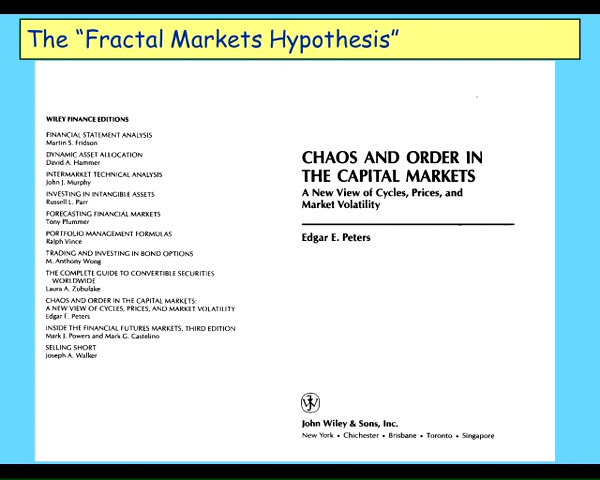 The “Fractal Markets Hypothesis”
WILEY FINANCE EDITIONS
FINANCIAL STATEMENT ANALYSIS
Martin S. Fridson
DYNAMIC ASSET ALLOCATION
David A. Hammer
INTERMARKET TECHNICAL ANALYSIS
John J. Murphy
INVESTING IN INTANGIBLE ASSETS
Russell L. Parr
FORECASTING FINANCIAL MARKETS
Tony Plummer
PORTFOLIO MANAGEMENT FORMULAS
Ralph Vince
TRADING AND INVESTING IN BOND OPTIONS
M. Anthony Wong
THE COMPLETE GUIDE TO CONVERTIBLE SECURITIES
WORLDWIDE
Laura A. Zubulake
CHAOS AND ORDER IN THE CAPITAL MARKETS:
A NEW VIEW OF CYCLES, PRICES, AND MARKET VOLATILITY
Edgar E. Peters
INSIDE THE FINANCIAL FUTURES MARKETS, THIRD EDITION
Mark J. Powers and Mark G. Castelino
SELLING SHORT
Joseph A. Walker
CHAOS AND ORDER IN
THE CAPITAL MARKETS
A New View of Cycles, Prices, and
Market Volatility
Edgar E. Peters
John Wiley & Sons, Inc.
New York • Chichester • Brisbane • Toronto • Singapore